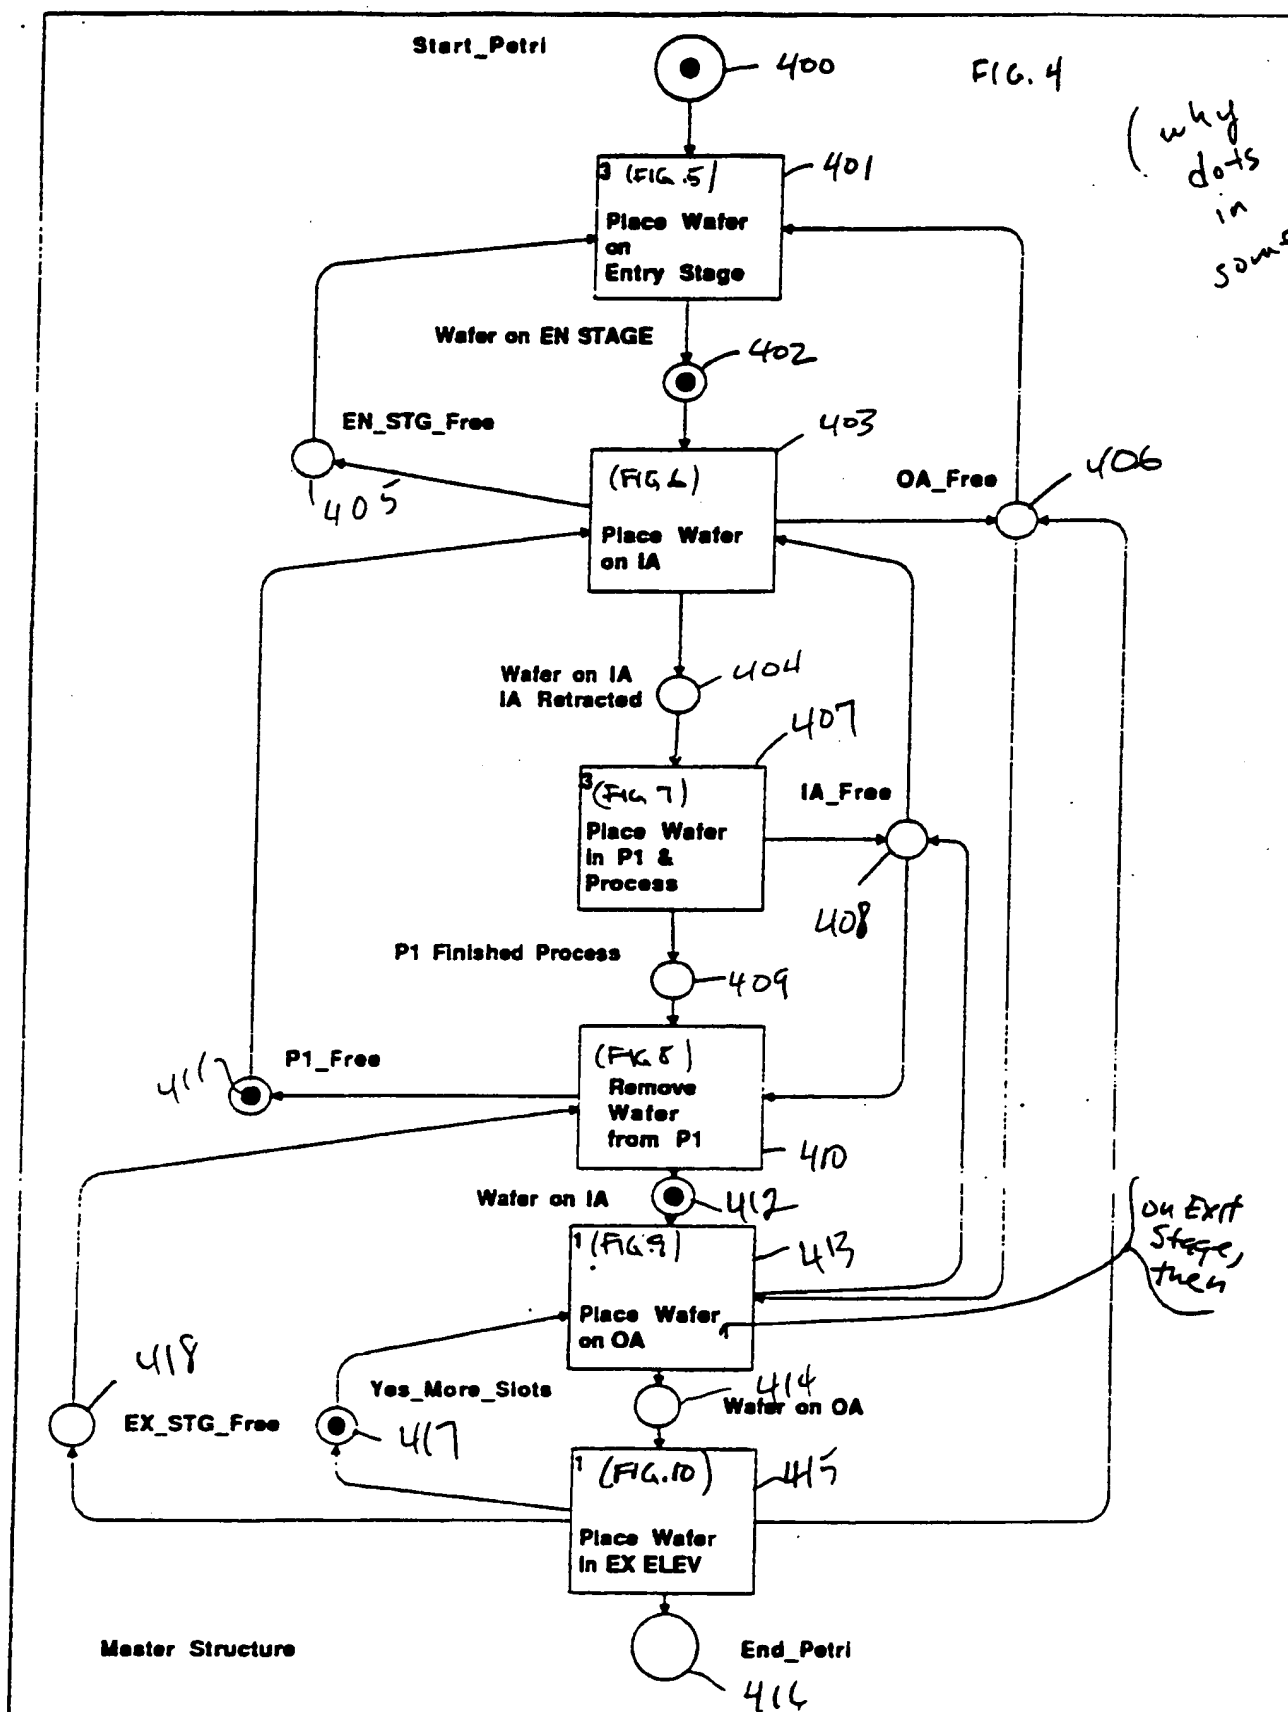 Start_Petri
400
FIG. 4
(why
dots
in
3 (FIG. 5)
401
Place Wafer
on
Entry Stage
Wafer on EN STAGE
402
EN_STG_Free
405
403
(FIG 6)
Place Wafer
on IA
OA_Free
406
Wafer on IA
IA Retracted
404
407
3 (FIG 7)
Place Wafer
in P1 &
Process
IA_Free
408
P1 Finished Process
409
P1_Free
411
(FIG 8)
Remove
Wafer
from P1
410
Wafer on IA
412
1 (FIG. 9)
413
Place Wafer
on OA
on Exit
Stage,
then
418
EX_STG_Free
Yes_More_Slots
417
414
Wafer on OA
1 (FIG. 10)
415
Place Wafer
in EX ELEV
Master Structure
End_Petri
416